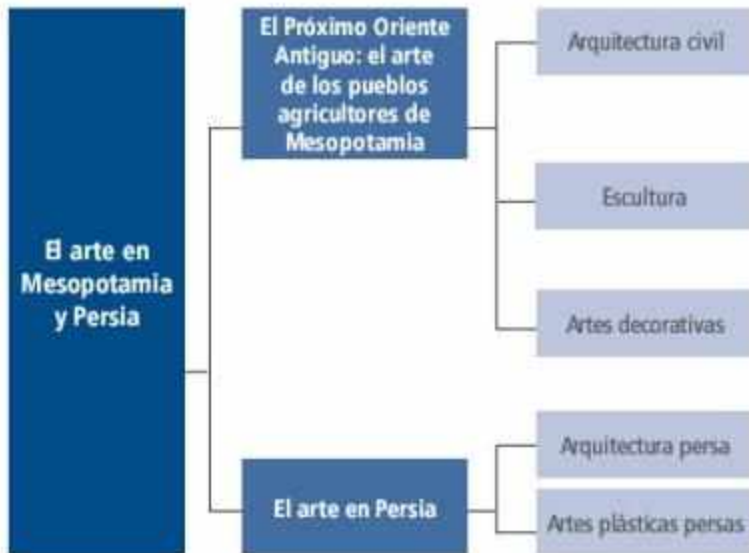 El arte en
Mesopotamia
y Persia
El Próximo Oriente
Antiguo: el arte
de los pueblos
agricultores de
Mesopotamia
Arquitectura civil
Escultura
Artes decorativas
El arte en Persia
Arquitectura persa
Artes plásticas persas